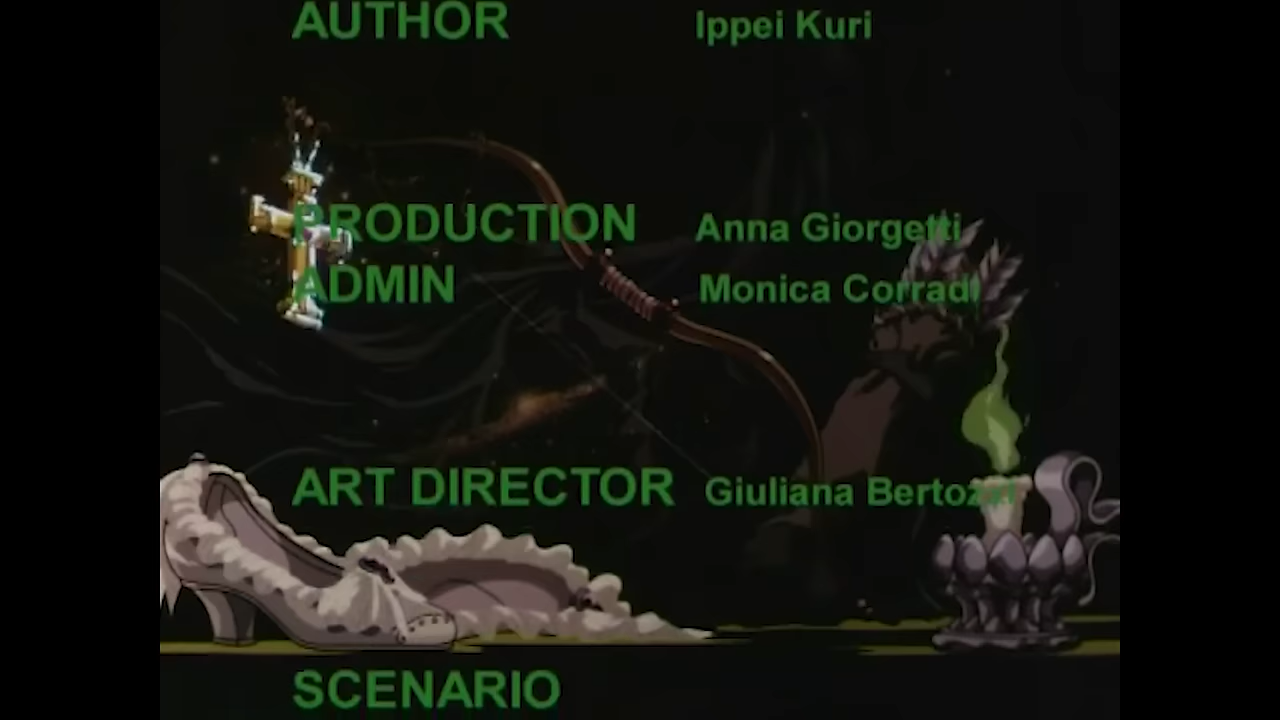 AUTHOR Ippei Kuri
PRODUCTION Anna Giorgetti
ADMIN Monica Corradi
ART DIRECTOR Giuliana Bertozzi
SCENARIO